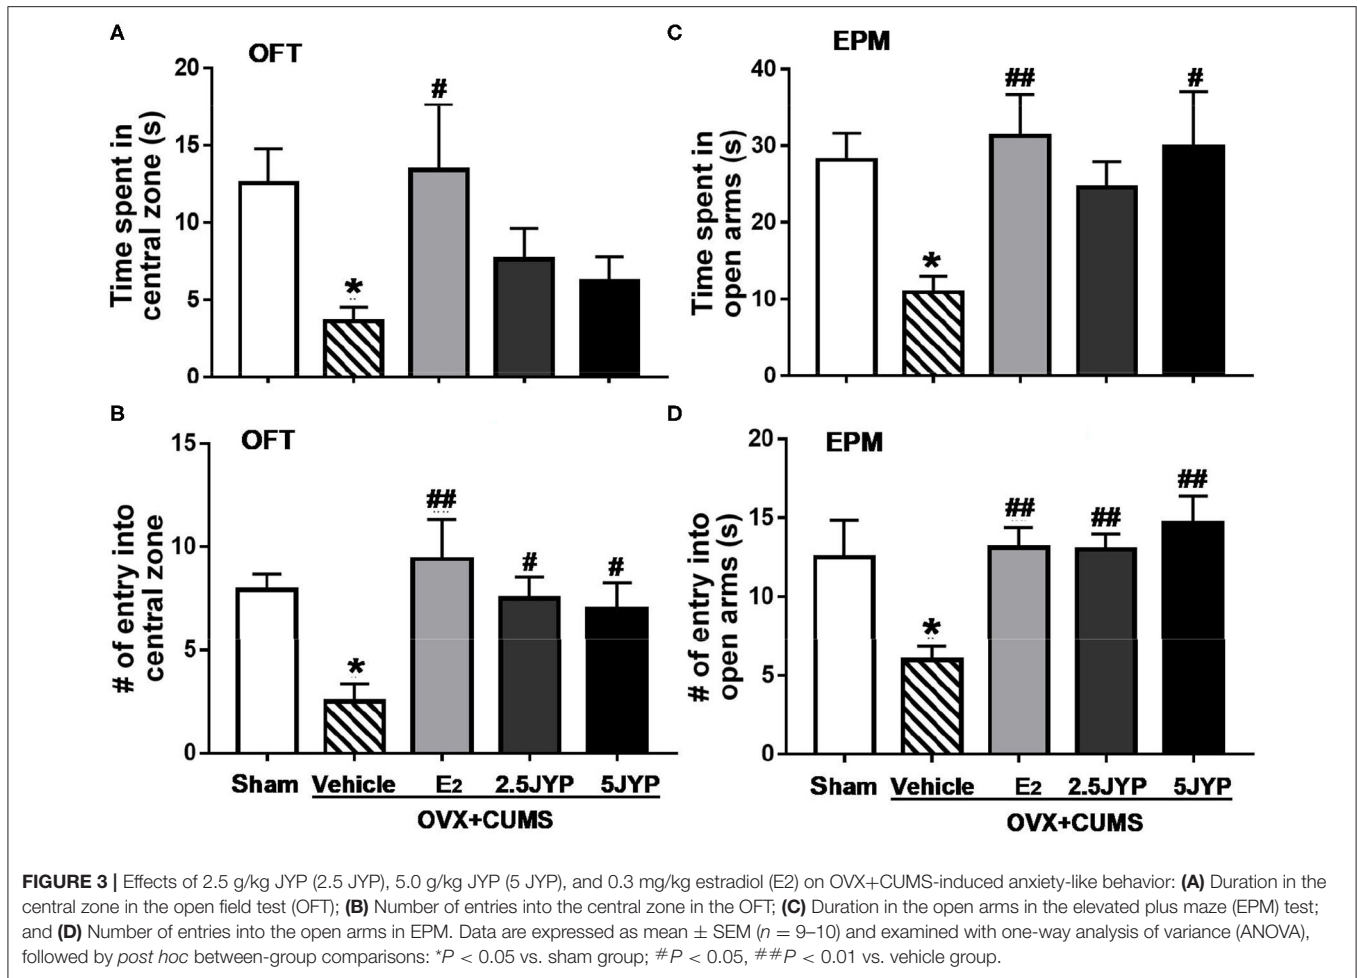 A
OFT
#
*
Time spent in
central zone (s)
20
15
10
5
0
B
OFT
##
#
#
*
# of entry into
central zone
15
10
5
0
Sham Vehicle E2 2.5JYP 5JYP
OVX+CUMS
C
EPM
##
#
*
Time spent in
open arms (s)
40
30
20
10
0
D
EPM
##
##
##
*
# of entry into
open arms (s)
20
15
10
5
0
Sham Vehicle E2 2.5JYP 5JYP
OVX+CUMS
FIGURE 3 | Effects of 2.5 g/kg JYP (2.5 JYP), 5.0 g/kg JYP (5 JYP), and 0.3 mg/kg estradiol (E2) on OVX+CUMS-induced anxiety-like behavior: (A) Duration in the
central zone in the open field test (OFT); (B) Number of entries into the central zone in the OFT; (C) Duration in the open arms in the elevated plus maze (EPM) test;
and (D) Number of entries into the open arms in EPM. Data are expressed as mean ± SEM (n = 9–10) and examined with one-way analysis of variance (ANOVA),
followed by post hoc between-group comparisons: *P < 0.05 vs. sham group; #P < 0.05, ##P < 0.01 vs. vehicle group.